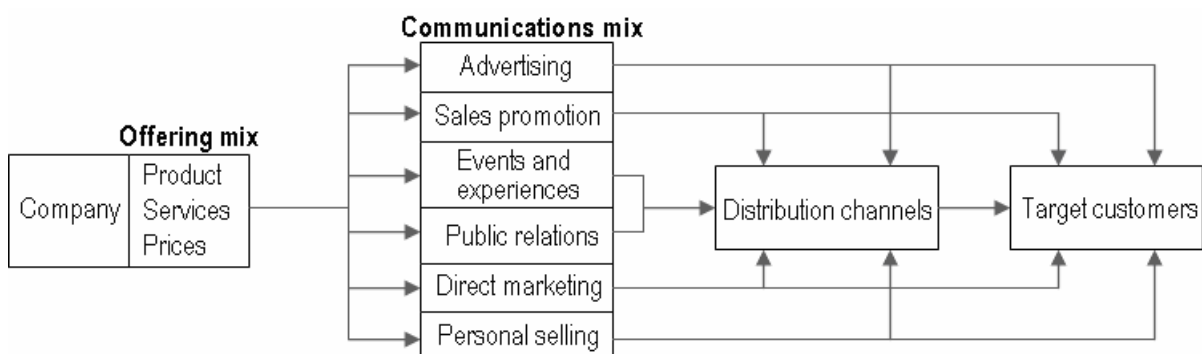 Communications mix
Advertising
Sales promotion
Offering mix
Events and
experiences
Company
Product
Services
Prices
Public relations
Direct marketing
Personal selling
Distribution channels
Target customers